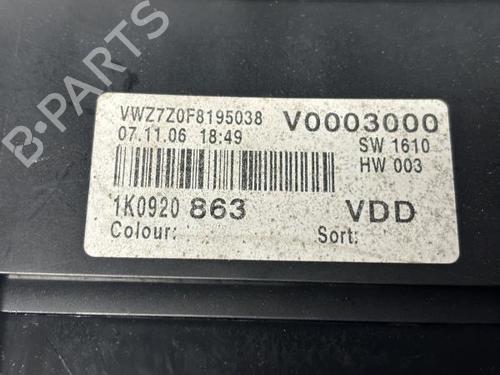 VWZ7Z0F8195038 V0003000
07.11.06 18:49 SW 1610
HW 003
1K0920 863 VDD
Colour: Sort:
B-PARTS